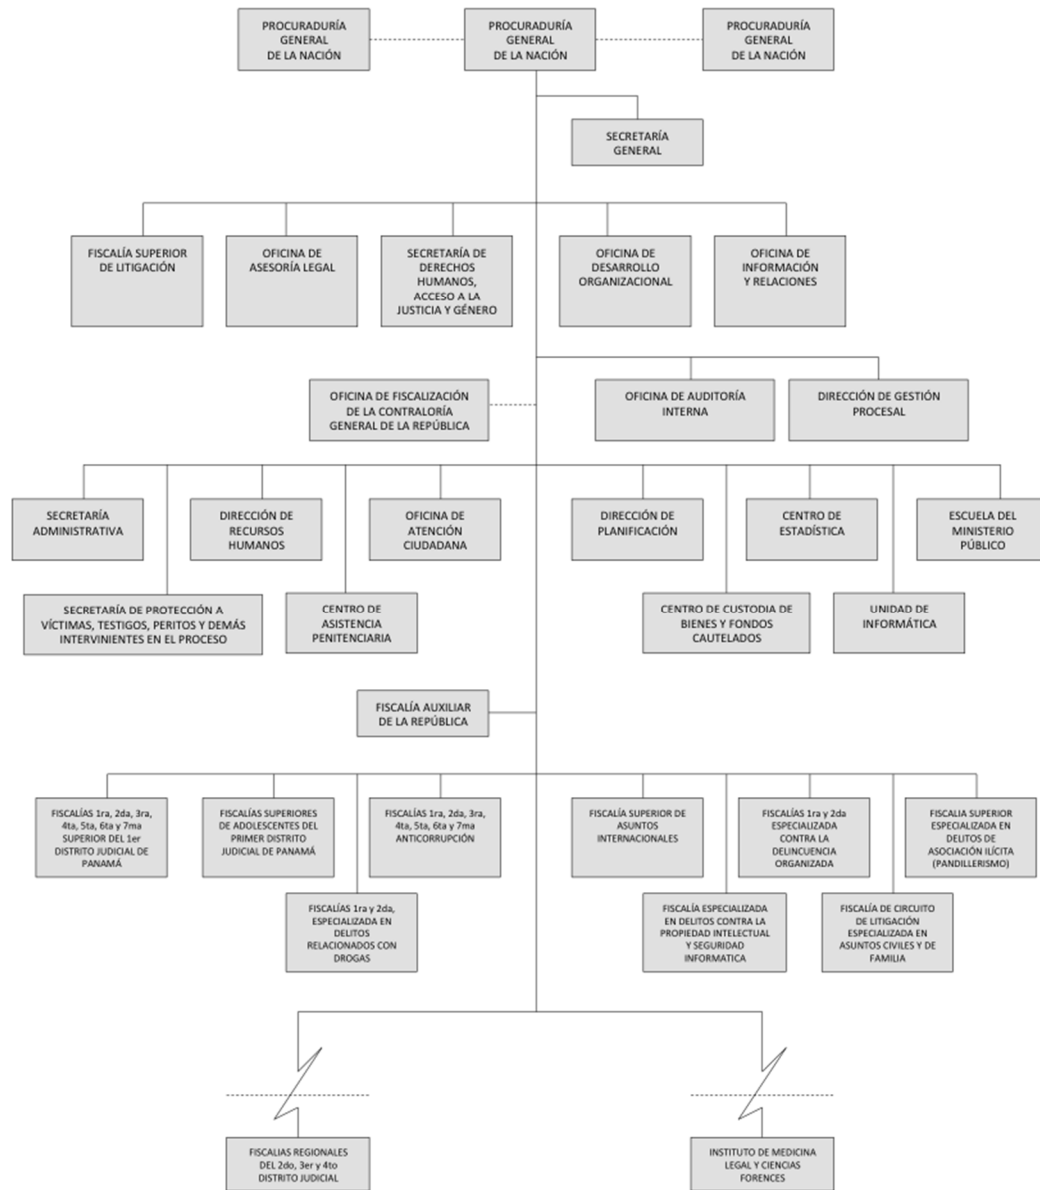 PROCURADURÍA
GENERAL
DE LA NACIÓN
PROCURADURÍA
GENERAL
DE LA NACIÓN
PROCURADURÍA
GENERAL
DE LA NACIÓN
SECRETARÍA
GENERAL
FISCALÍA SUPERIOR
DE LITIGACIÓN
OFICINA DE
ASESORÍA LEGAL
SECRETARÍA DE
DERECHOS
HUMANOS,
ACCESO A LA
JUSTICIA Y GÉNERO
OFICINA DE
DESARROLLO
ORGANIZACIONAL
OFICINA DE
INFORMACIÓN
Y RELACIONES
OFICINA DE FISCALIZACIÓN
DE LA CONTRALORÍA
GENERAL DE LA REPÚBLICA
OFICINA DE AUDITORÍA
INTERNA
DIRECCIÓN DE GESTIÓN
PROCESAL
SECRETARÍA
ADMINISTRATIVA
DIRECCIÓN DE
RECURSOS
HUMANOS
OFICINA DE
ATENCIÓN
CIUDADANA
DIRECCIÓN DE
PLANIFICACIÓN
CENTRO DE
ESTADÍSTICA
ESCUELA DEL
MINISTERIO
PÚBLICO
SECRETARÍA DE PROTECCIÓN A
VÍCTIMAS, TESTIGOS, PERITOS Y DEMÁS
INTERVINIENTES EN EL PROCESO
CENTRO DE
ASISTENCIA
PENITENCIARIA
CENTRO DE CUSTODIA DE
BIENES Y FONDOS
CAUTELADOS
UNIDAD DE
INFORMÁTICA
FISCALÍA AUXILIAR
DE LA REPÚBLICA
FISCALÍAS 1ra, 2da, 3ra,
4ta, 5ta, 6ta y 7ma
SUPERIOR DEL 1er
DISTRITO JUDICIAL DE
PANAMÁ
FISCALÍAS SUPERIORES
DE ADOLESCENTES DEL
PRIMER DISTRITO
JUDICIAL DE PANAMÁ
FISCALÍAS 1ra, 2da, 3ra,
4ta, 5ta, 6ta y 7ma
ANTICORRUPCIÓN
FISCALÍA SUPERIOR DE
ASUNTOS
INTERNACIONALES
FISCALÍAS 1ra y 2da
ESPECIALIZADA
CONTRA LA
DELINCUENCIA
ORGANIZADA
FISCALIA SUPERIOR
ESPECIALIZADA EN
DELITOS DE
ASOCIACIÓN ILÍCITA
(PANDILLERISMO)
FISCALÍAS 1ra y 2da,
ESPECIALIZADA EN
DELITOS
RELACIONADOS CON
DROGAS
FISCALÍA ESPECIALIZADA
EN DELITOS CONTRA LA
PROPIEDAD INTELECTUAL
Y SEGURIDAD
INFORMATICA
FISCALÍA DE CIRCUITO
DE LITIGACIÓN
ESPECIALIZADA EN
ASUNTOS CIVILES Y DE
FAMILIA
FISCALIAS REGIONALES
DEL 2do, 3er y 4to
DISTRITO JUDICIAL
INSTITUTO DE MEDICINA
LEGAL Y CIENCIAS
FORENCES